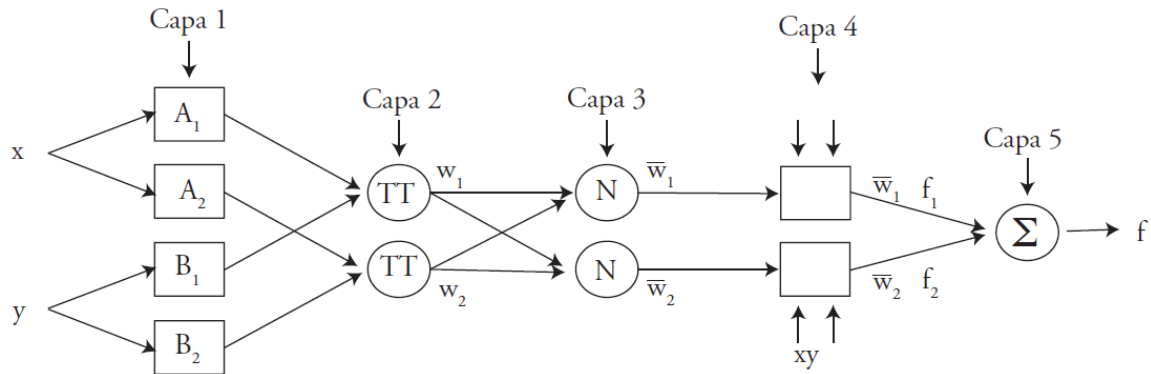 Capa 1
Capa 2
Capa 3
Capa 4
Capa 5
x
y
A₁
A₂
B₁
B₂
TT
TT
w₁
w₂
N
N
w̅₁
w̅₂
xy
w̅₁ f₁
w̅₂ f₂
Σ
f